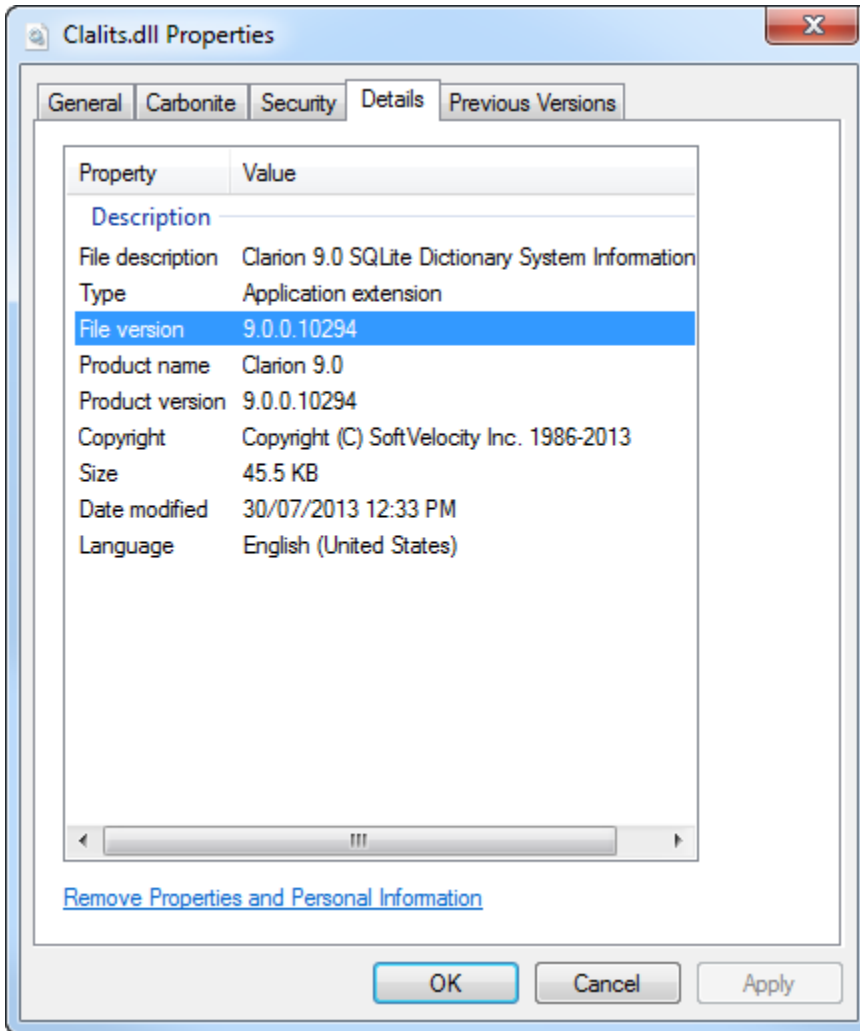 Clalits.dll Properties
General Carbonite Security Details Previous Versions
Property Value
Description
File description Clarion 9.0 SQLite Dictionary System Information
Type Application extension
File version 9.0.0.10294
Product name Clarion 9.0
Product version 9.0.0.10294
Copyright Copyright (C) SoftVelocity Inc. 1986-2013
Size 45.5 KB
Date modified 30/07/2013 12:33 PM
Language English (United States)
Remove Properties and Personal Information
OK Cancel Apply